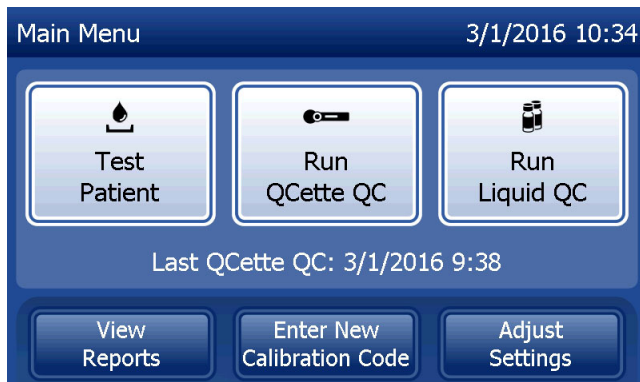 Main Menu 3/1/2016 10:34
Test
Patient
Run
QCette QC
Run
Liquid QC
Last QCette QC: 3/1/2016 9:38
View
Reports
Enter New
Calibration Code
Adjust
Settings